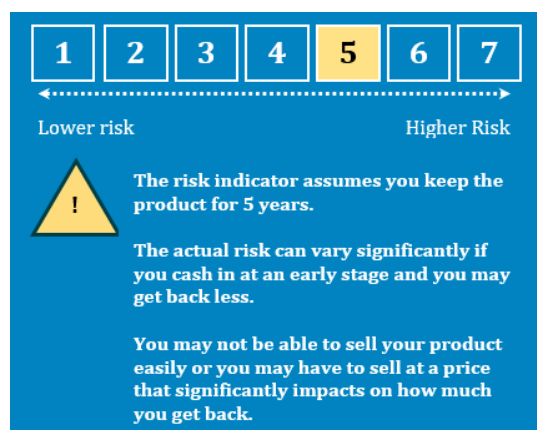 1 2 3 4 5 6 7
Lower risk Higher Risk
!
The risk indicator assumes you keep the
product for 5 years.
The actual risk can vary significantly if
you cash in at an early stage and you may
get back less.
You may not be able to sell your product
easily or you may have to sell at a price
that significantly impacts on how much
you get back.